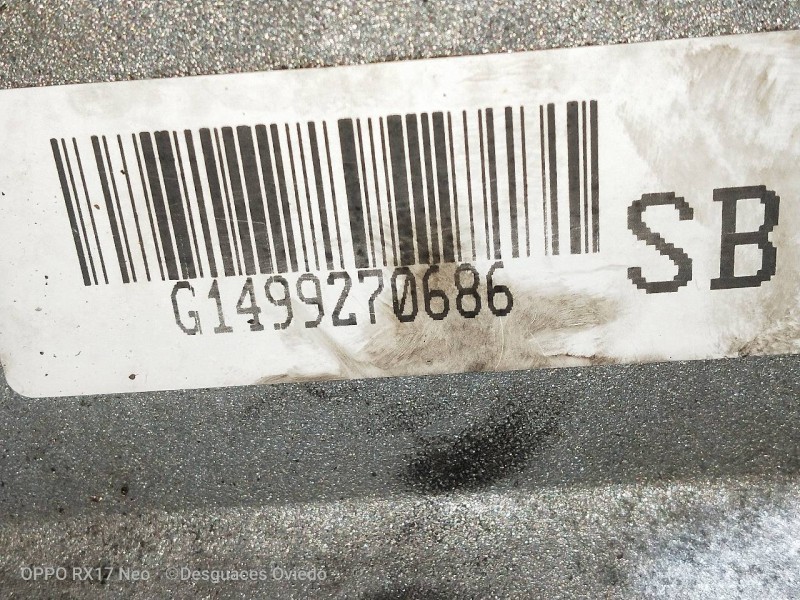 SB
G1499270686
OPPO RX17 Neo · ©Desguaces Oviedo